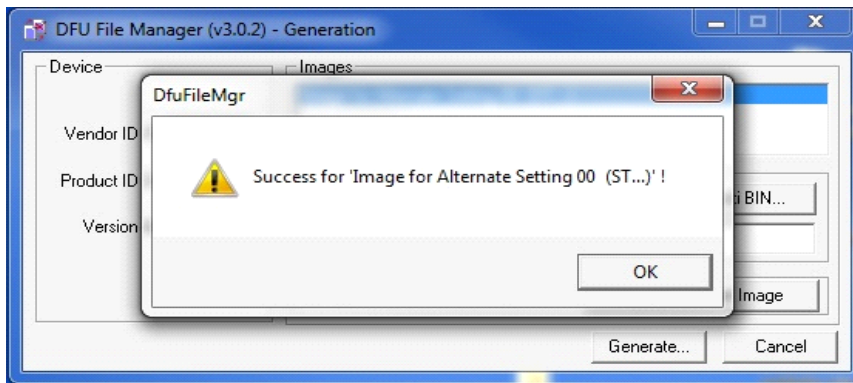 DFU File Manager (v3.0.2) - Generation
Device
Images
DfuFileMgr
Vendor ID
Product ID
Version
Success for 'Image for Alternate Setting 00 (ST...)' !
BIN...
OK
Image
Generate...
Cancel